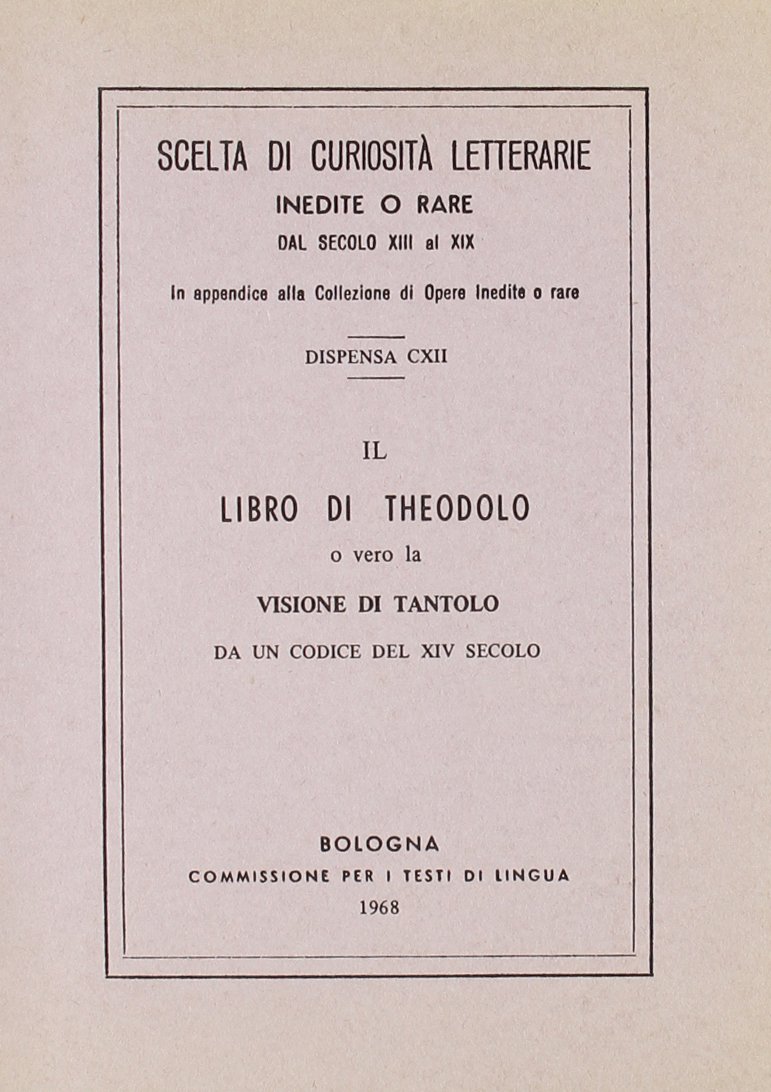 SCELTA DI CURIOSITÀ LETTERARIE
INEDITE O RARE
DAL SECOLO XIII al XIX
In appendice alla Collezione di Opere Inedite o rare
DISPENSA CXII
IL
LIBRO DI THEODOLO
o vero la
VISIONE DI TANTOLO
DA UN CODICE DEL XIV SECOLO
BOLOGNA
COMMISSIONE PER I TESTI DI LINGUA
1968